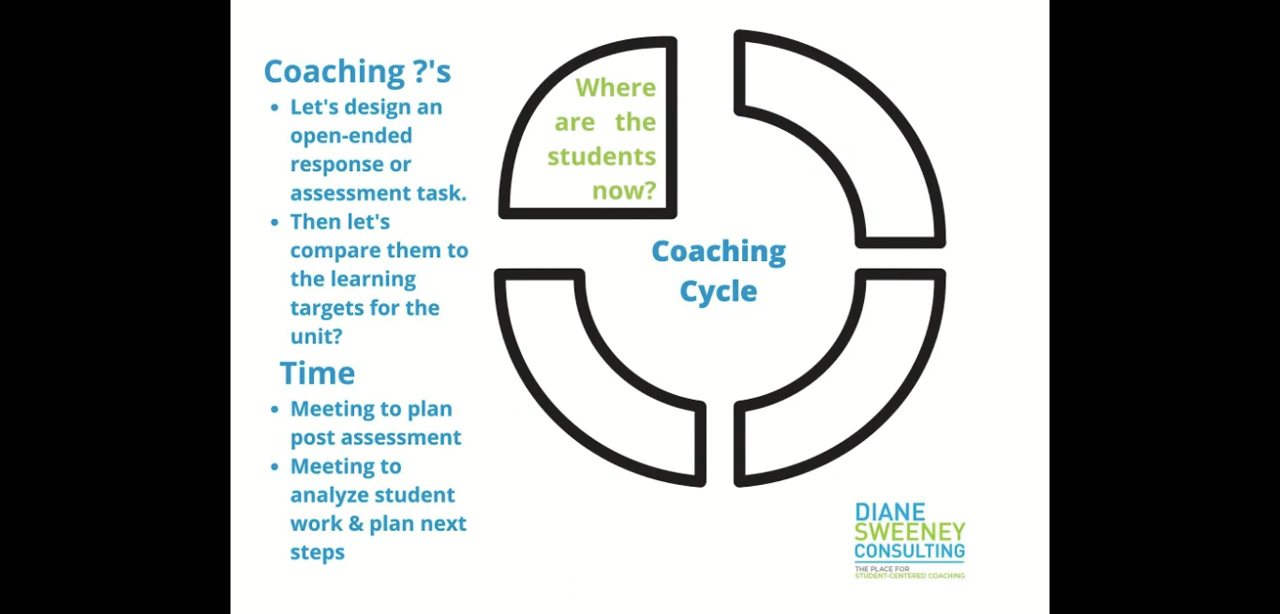 Coaching ?'s
• Let's design an
open-ended
response or
assessment task.
• Then let's
compare them to
the learning
targets for the
unit?
Time
• Meeting to plan
post assessment
• Meeting to
analyze student
work & plan next
steps
Where
are the
students
now?
Coaching
Cycle
DIANE
SWEENEY
CONSULTING
THE PLACE FOR
STUDENT-CENTERED COACHING